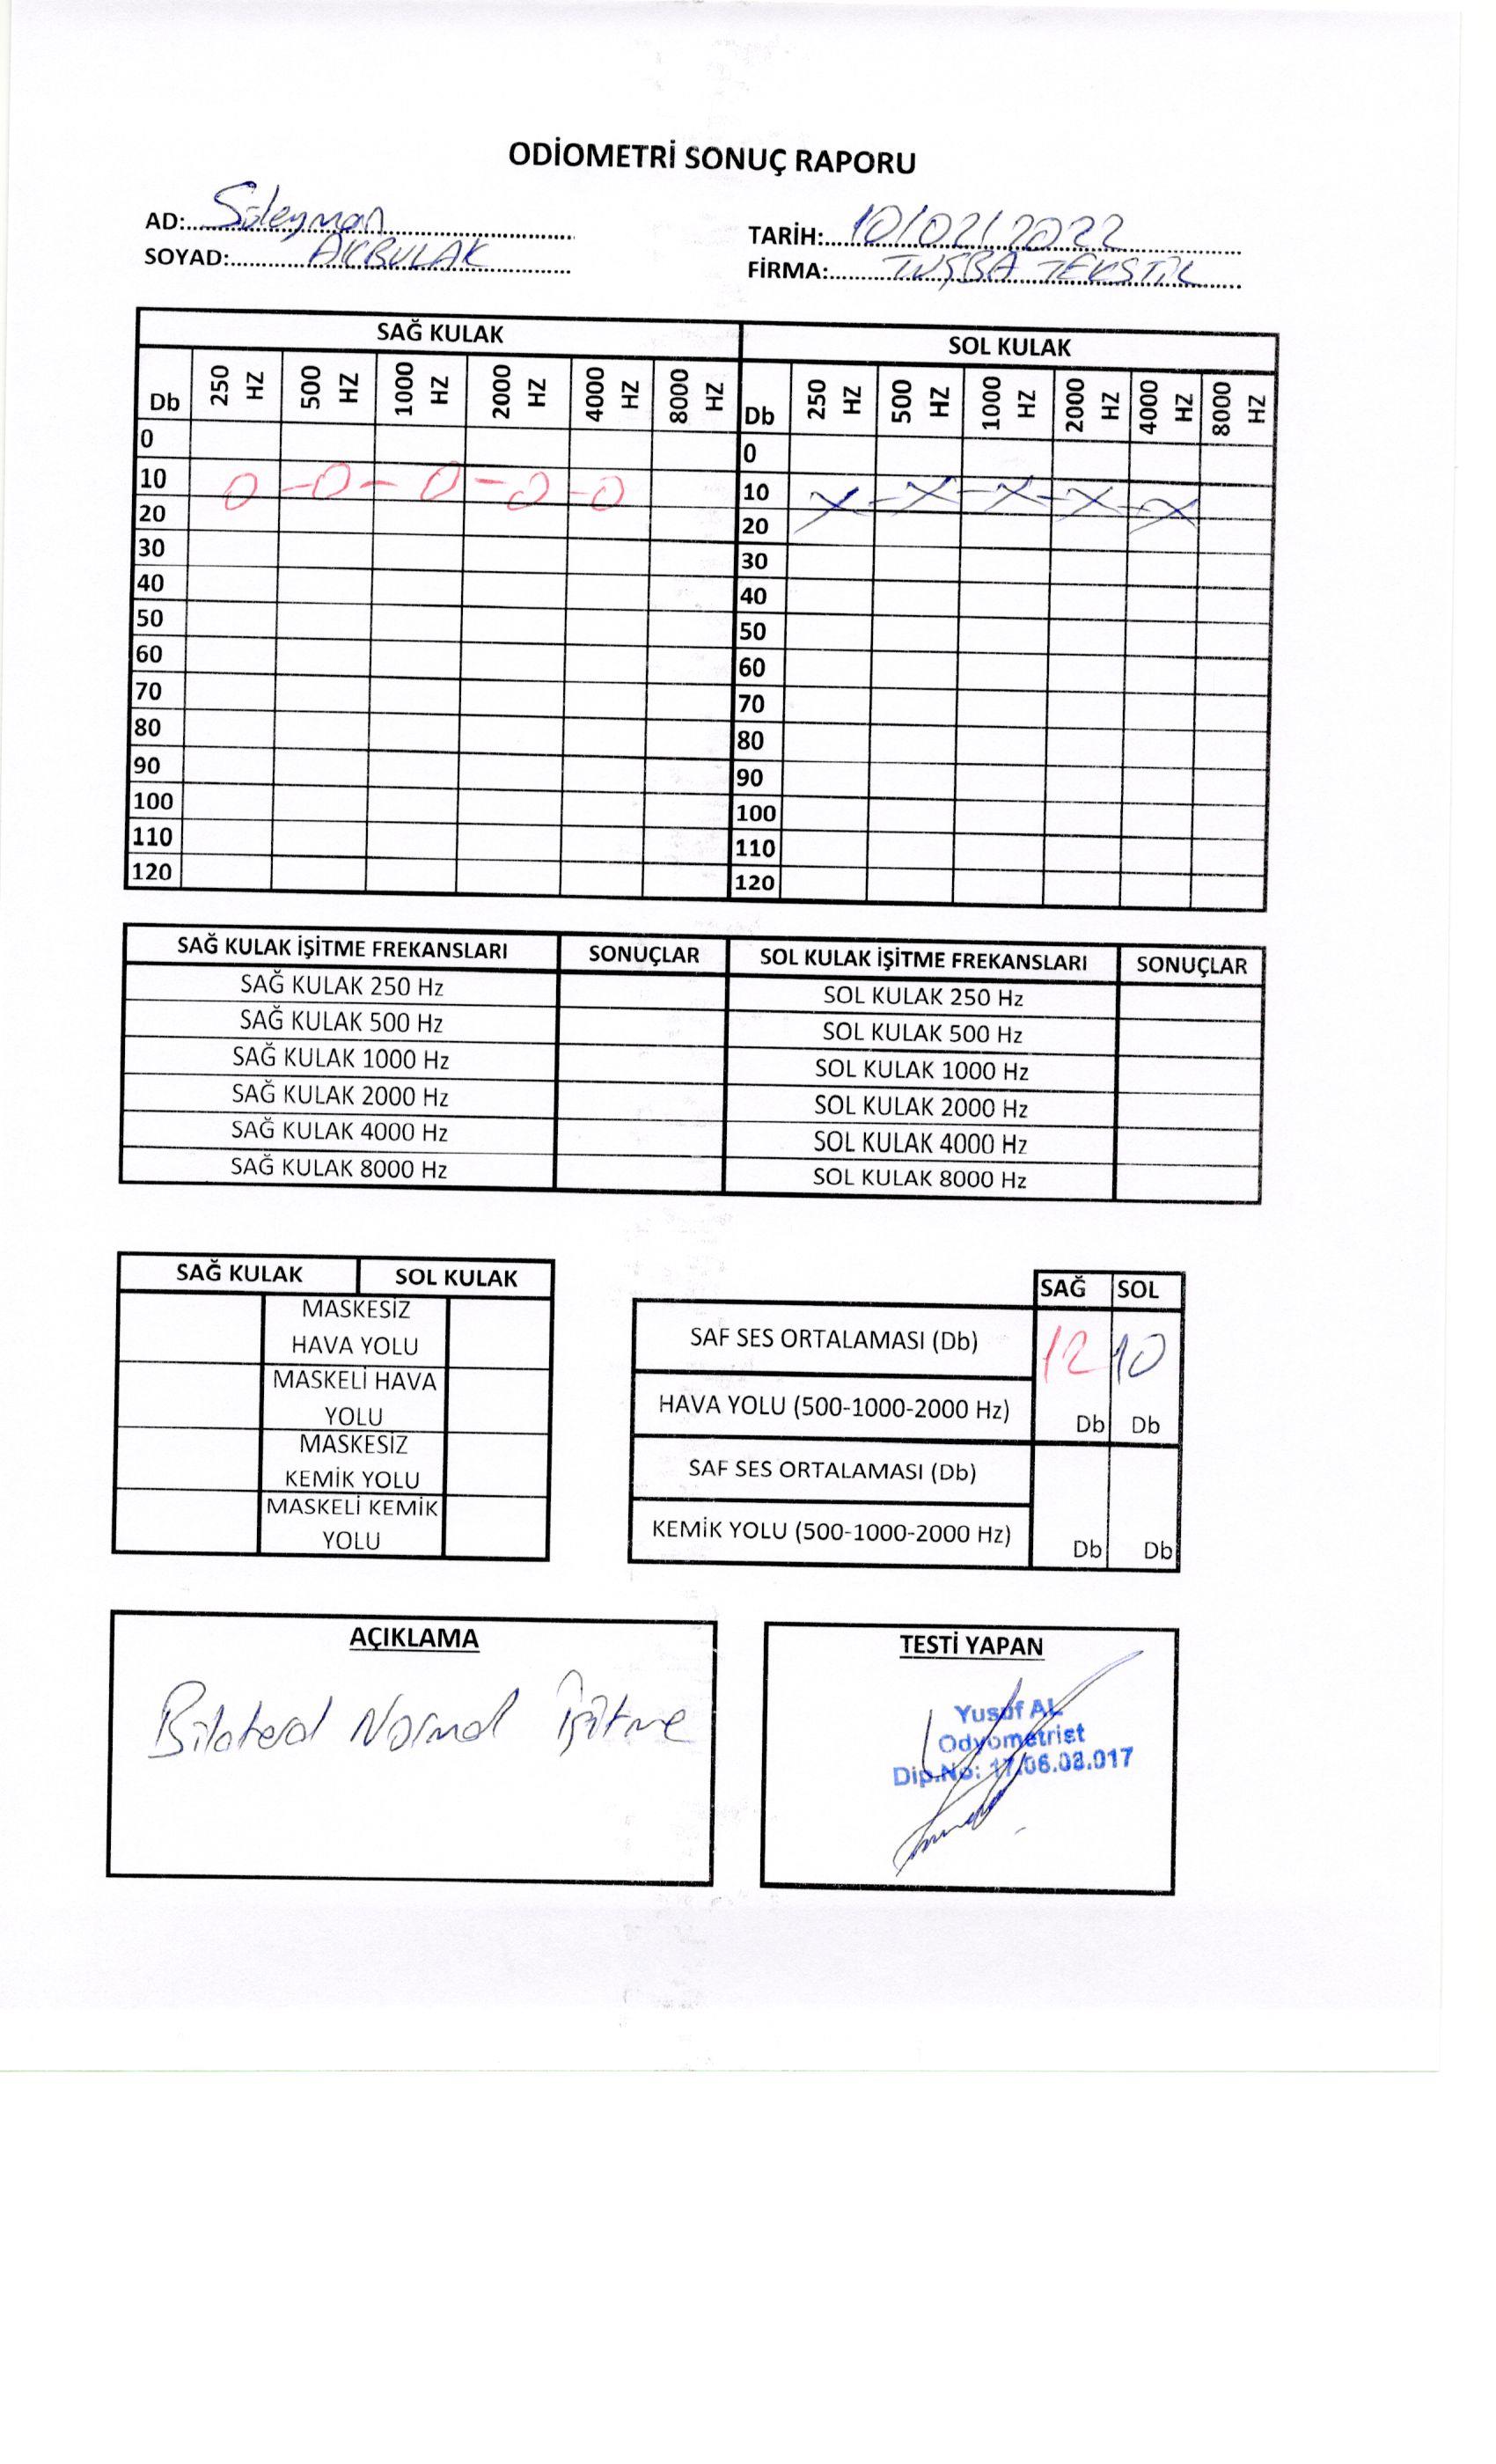 ODİOMETRİ SONUÇ RAPORU
AD: Süleyman
SOYAD: AKBULAK
TARİH: 10/02/2022
FİRMA: TUŞBA TEKSTİL
SAĞ KULAK SOL KULAK
Db 250 HZ 500 HZ 1000 HZ 2000 HZ 4000 HZ 8000 HZ Db 250 HZ 500 HZ 1000 HZ 2000 HZ 4000 HZ 8000 HZ
0 0
10 O - O - O - O - O 10 X - X - X - X - X
20 20
30 30
40 40
50 50
60 60
70 70
80 80
90 90
100 100
110 110
120 120
SAĞ KULAK İŞİTME FREKANSLARI SONUÇLAR SOL KULAK İŞİTME FREKANSLARI SONUÇLAR
SAĞ KULAK 250 Hz SOL KULAK 250 Hz
SAĞ KULAK 500 Hz SOL KULAK 500 Hz
SAĞ KULAK 1000 Hz SOL KULAK 1000 Hz
SAĞ KULAK 2000 Hz SOL KULAK 2000 Hz
SAĞ KULAK 4000 Hz SOL KULAK 4000 Hz
SAĞ KULAK 8000 Hz SOL KULAK 8000 Hz
SAĞ KULAK SOL KULAK
MASKESİZ
HAVA YOLU
MASKELİ HAVA
YOLU
MASKESİZ
KEMİK YOLU
MASKELİ KEMİK
YOLU
SAĞ SOL
SAF SES ORTALAMASI (Db) 12 10
HAVA YOLU (500-1000-2000 Hz) Db Db
SAF SES ORTALAMASI (Db)
KEMİK YOLU (500-1000-2000 Hz) Db Db
AÇIKLAMA
Bilateral Normal İşitme
TESTİ YAPAN
Yusuf AL
Odyometrist
Dip.No: 17.06.03.017